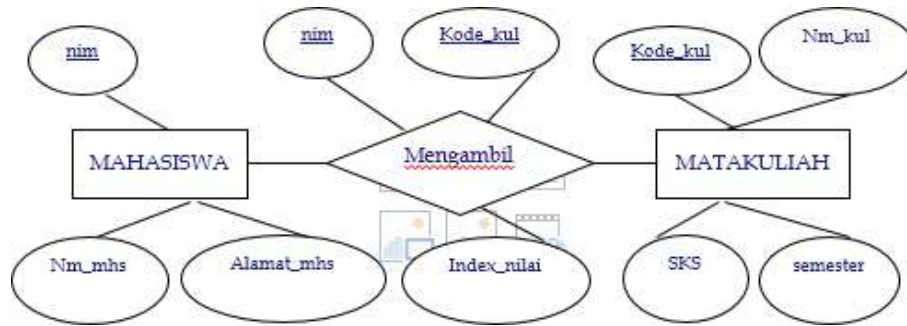 nim
nim
Kode_kul
Kode_kul
Nm_kul
MAHASISWA
Mengambil
MATAKULIAH
Nm_mhs
Alamat_mhs
Index_nilai
SKS
semester